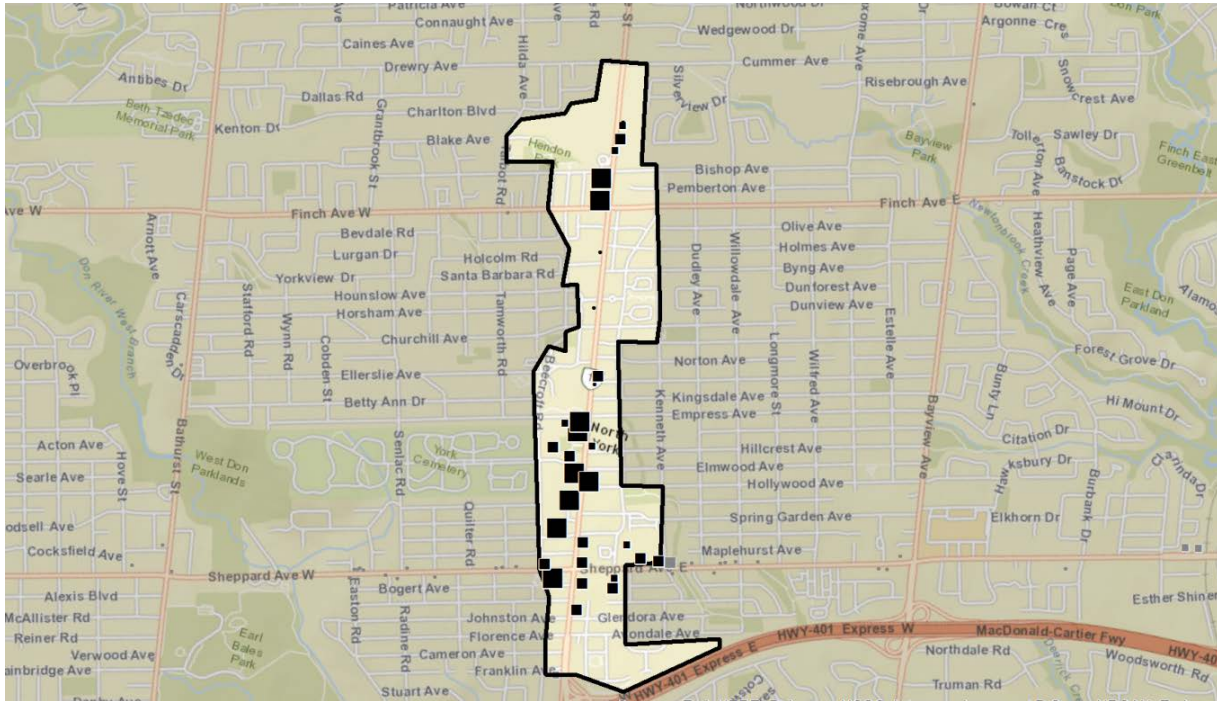 Patricia Ave
Connaught Ave
Hilda Ave
Rd
St
Northwood Dr
Wedgewood Dr
Dr
Bowan Ct
Argonne Cres
Caines Ave
Drewry Ave
Cummer Ave
Antibes Dr
Risebrough Ave
Snowcrest Ave
Silverview Dr
Dallas Rd
Beth Tzedec
Memorial Park
Grantbrook St
Charlton Blvd
Kenton Dr
Blake Ave
Hendon
Bayview
Park
Sawley Dr
Banstock Dr
Finch East
Greenbelt
Bishop Ave
Pemberton Ave
Ave W
Finch Ave W
Finch Ave E
Arnott Ave
Bevdale Rd
Lurgan Dr
Yorkview Dr
Holcolm Rd
Santa Barbara Rd
Olive Ave
Holmes Ave
Byng Ave
Dunforest Ave
Dunview Ave
Dudley Ave
Willowdale Ave
Newtonbrook Creek
Heathview Ave
Page Ave
East Don
Parkland
Don River West Branch
Carscadden Dr
Stafford Rd
Wynn Rd
Cobden St
Hounslow Ave
Horsham Ave
Tamworth Rd
Churchill Ave
Estelle Ave
Overbrook Pl
Ellerslie Ave
Beecroft Rd
Norton Ave
Longmore St
Wilfred Ave
Forest Grove Dr
Bunty Ln
Betty Ann Dr
Kingsdale Ave
Empress Ave
Kenneth Ave
Hi Mount Dr
Bathurst St
Bayview Ave
North
York
Citation Dr
Acton Ave
Hove St
Searle Ave
West Don
Parklands
Senlac Rd
York
Cemetery
Hillcrest Ave
Elmwood Ave
Hollywood Ave
Burbank Dr
Quilter Rd
Spring Garden Ave
Elkhorn Dr
Cocksfield Ave
Maplehurst Ave
Sheppard Ave W
Sheppard Ave E
Easton Rd
Bogert Ave
Alexis Blvd
Radine Rd
McAllister Rd
Reiner Rd
Earl
Bales
Park
Johnston Ave
Florence Ave
Glendora Ave
Avondale Ave
Verwood Ave
Cameron Ave
Franklin Ave
Stuart Ave
HWY-401 Express W
MacDonald-Cartier Fwy
HWY-401 Express E
Northdale Rd
Woodsworth Rd
Truman Rd